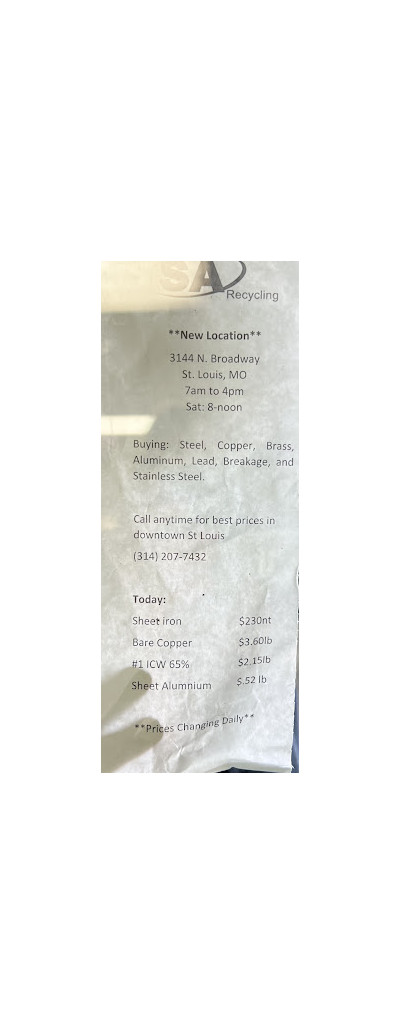 SA
Recycling
**New Location**
3144 N. Broadway
St. Louis, MO
7am to 4pm
Sat: 8-noon
Buying: Steel, Copper, Brass,
Aluminum, Lead, Breakage, and
Stainless Steel.
Call anytime for best prices in
downtown St Louis
(314) 207-7432
Today:
Sheet iron $230nt
Bare Copper $3.60lb
#1 ICW 65% $2.15lb
Sheet Alumnium $.52 lb
**Prices Changing Daily**